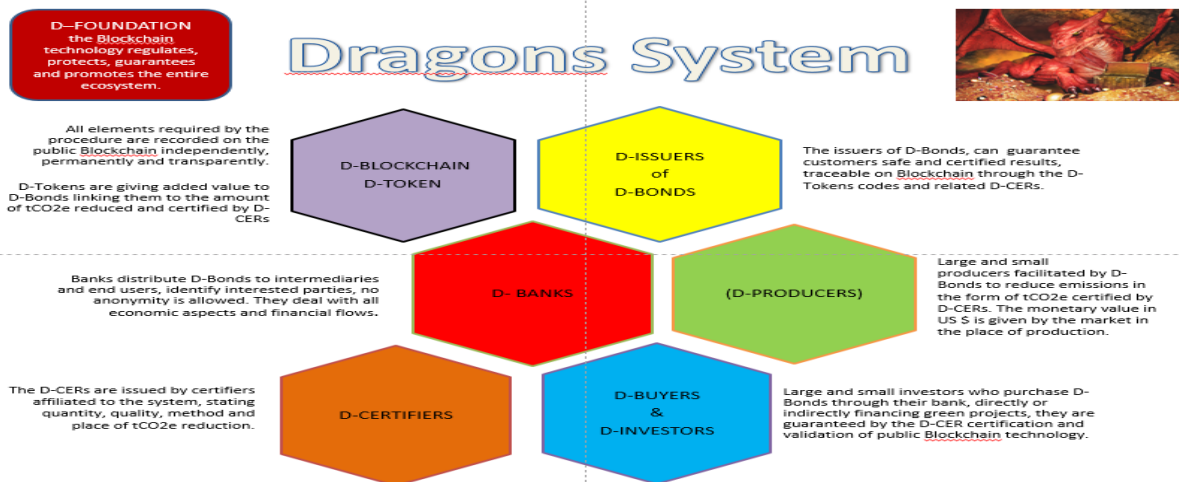 D–FOUNDATION
the Blockchain
technology regulates,
protects, guarantees
and promotes the entire
ecosystem.
Dragons System
All elements required by the
procedure are recorded on the
public Blockchain independently,
permanently and transparently.
D-Tokens are giving added value to
D-Bonds linking them to the amount
of tCO2e reduced and certified by D-
CERs
D-BLOCKCHAIN
D-TOKEN
D-ISSUERS
of
D-BONDS
The issuers of D-Bonds, can guarantee
customers safe and certified results,
traceable on Blockchain through the D-
Tokens codes and related D-CERs.
Banks distribute D-Bonds to intermediaries
and end users, identify interested parties, no
anonymity is allowed. They deal with all
economic aspects and financial flows.
D- BANKS
(D-PRODUCERS)
Large and small
producers facilitated by D-
Bonds to reduce emissions in
the form of tCO2e certified by
D-CERs. The monetary value in
US $ is given by the market in
the place of production.
The D-CERs are issued by certifiers
affiliated to the system, stating
quantity, quality, method and
place of tCO2e reduction.
D-CERTIFIERS
D-BUYERS
&
D-INVESTORS
Large and small investors who purchase D-
Bonds through their bank, directly or
indirectly financing green projects, they are
guaranteed by the D-CER certification and
validation of public Blockchain technology.